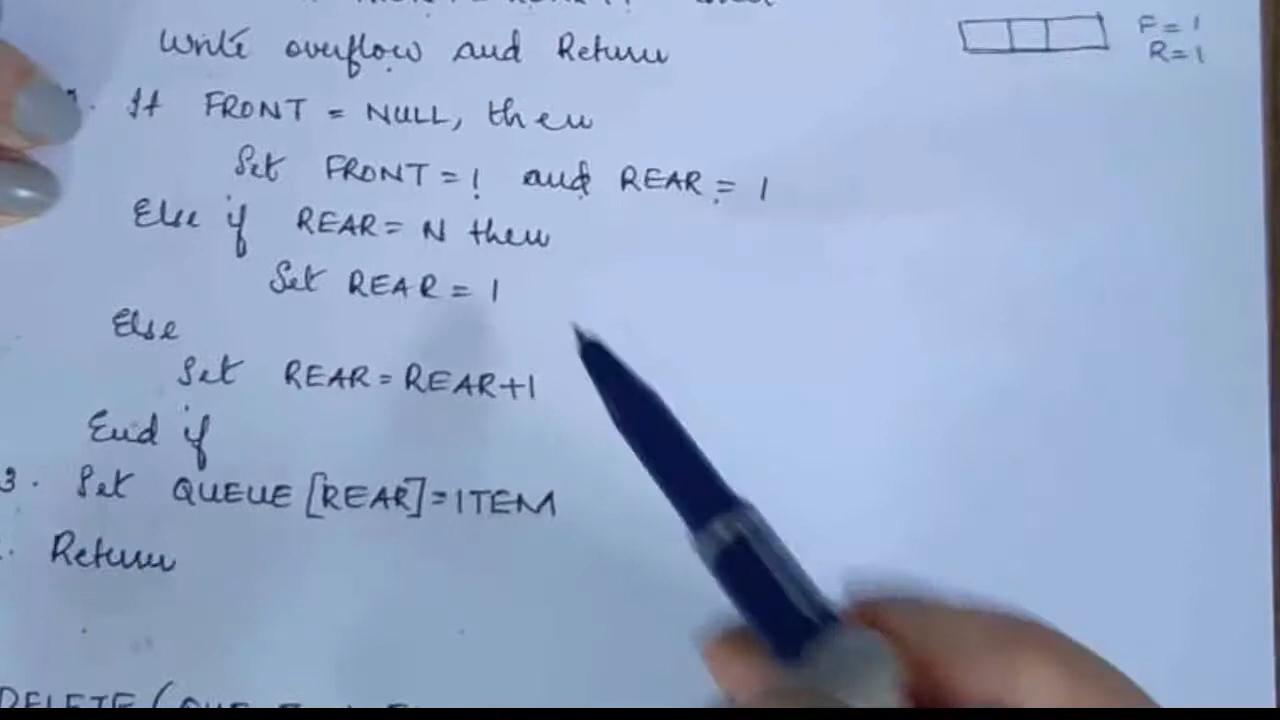 Write overflow and Return
F = 1
R = 1
If FRONT = NULL, then
Set FRONT = 1 and REAR = 1
Else if REAR = N then
Set REAR = 1
Else
Set REAR = REAR+1
End if
3. Set QUEUE [REAR] = ITEM
Return
DELETE (